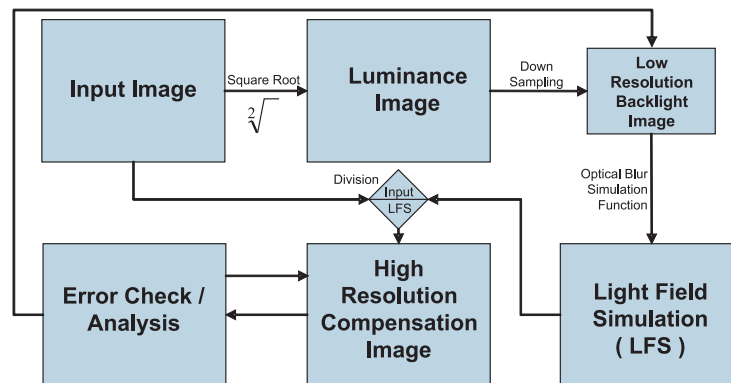 Input Image
Square Root
2√
Luminance
Image
Down
Sampling
Low
Resolution
Backlight
Image
Division
Input
LFS
Optical Blur
Simulation
Function
Error Check /
Analysis
High
Resolution
Compensation
Image
Light Field
Simulation
( LFS )